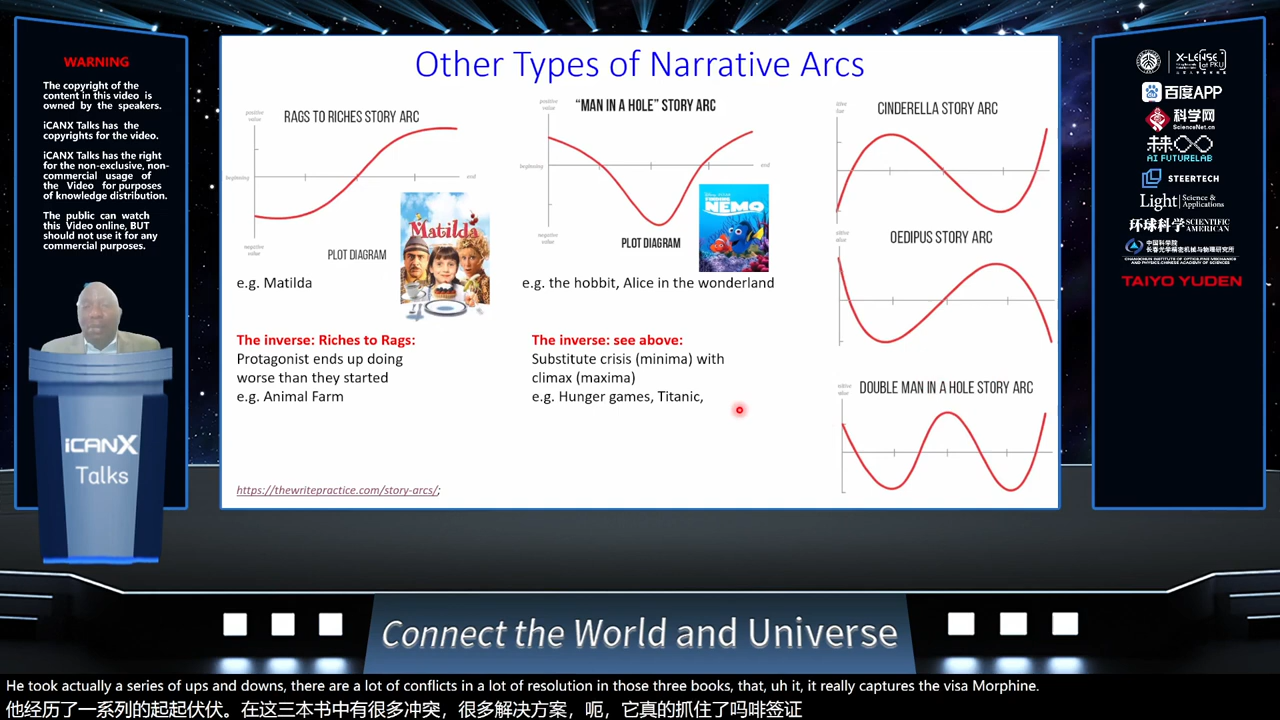 WARNING
The copyright of the
content in this video is
owned by the speakers.
iCANX Talks has the
copyrights for the video.
iCANX Talks has the right
for the non-exclusive, non-
commercial usage of
the Video for purposes
of knowledge distribution.
The public can watch
this Video online, BUT
should not use it for any
commercial purposes.
iCANX
Talks
Other Types of Narrative Arcs
RAGS TO RICHES STORY ARC
positive
value
beginning
end
negative
value
PLOT DIAGRAM
Matilda
e.g. Matilda
The inverse: Riches to Rags:
Protagonist ends up doing
worse than they started
e.g. Animal Farm
https://thewritepractice.com/story-arcs/;
“MAN IN A HOLE” STORY ARC
positive
value
beginning
end
negative
value
PLOT DIAGRAM
FINDING
NEMO
e.g. the hobbit, Alice in the wonderland
The inverse: see above:
Substitute crisis (minima) with
climax (maxima)
e.g. Hunger games, Titanic,
CINDERELLA STORY ARC
OEDIPUS STORY ARC
DOUBLE MAN IN A HOLE STORY ARC
X-LENSE
百度APP
科学网
ScienceNet.cn
AI FUTURELAB
STEERTECH
Light Science &
Applications
环球科学 SCIENTIFIC
AMERICAN
中国科学院
长春光学精密机械与物理研究所
CHANGCHUN INSTITUTE OF OPTICS, FINE MECHANICS
AND PHYSICS, CHINESE ACADEMY OF SCIENCES
TAIYO YUDEN
Connect the World and Universe
He took actually a series of ups and downs, there are a lot of conflicts in a lot of resolution in those three books, that, uh it, it really captures the visa Morphine.
他经历了一系列的起起伏伏。在这三本书中有很多冲突，很多解决方案，呃，它真的抓住了吗啡签证